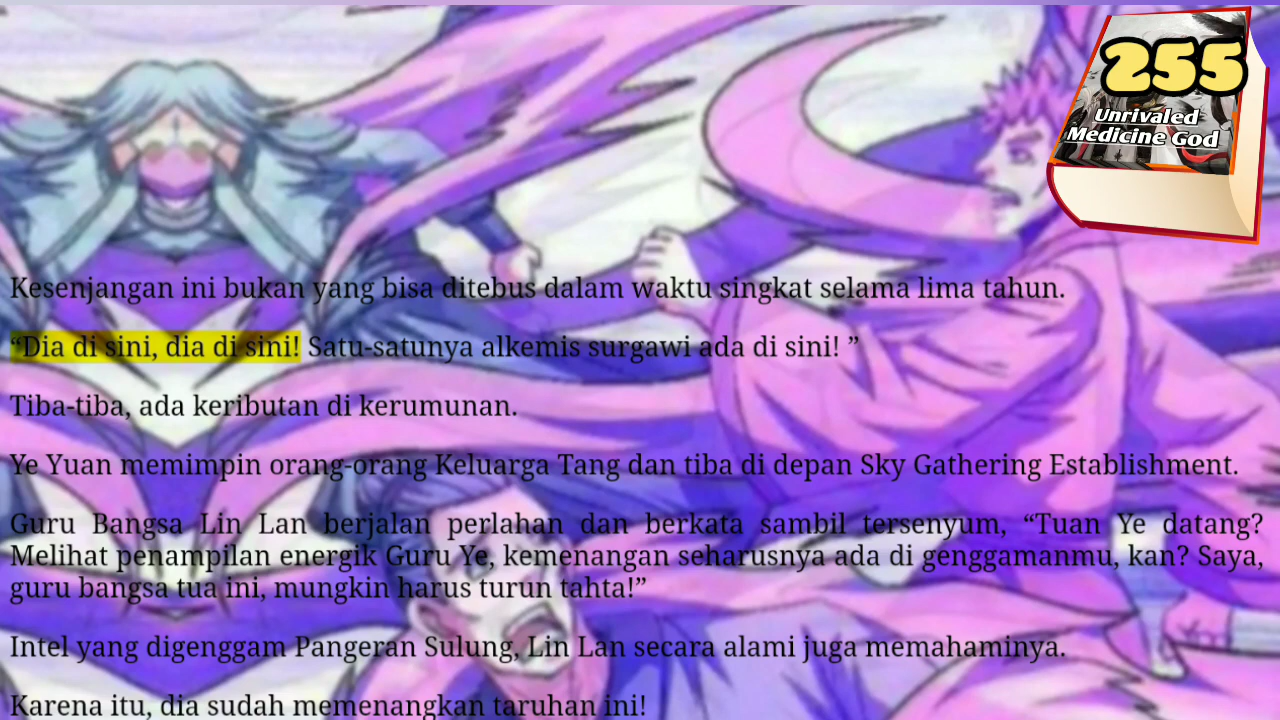 255
Unrivaled
Medicine God
Kesenjangan ini bukan yang bisa ditebus dalam waktu singkat selama lima tahun.
“Dia di sini, dia di sini! Satu-satunya alkemis surgawi ada di sini! ”
Tiba-tiba, ada keributan di kerumunan.
Ye Yuan memimpin orang-orang Keluarga Tang dan tiba di depan Sky Gathering Establishment.
Guru Bangsa Lin Lan berjalan perlahan dan berkata sambil tersenyum, “Tuan Ye datang?
Melihat penampilan energik Guru Ye, kemenangan seharusnya ada di genggamanmu, kan? Saya,
guru bangsa tua ini, mungkin harus turun tahta!”
Intel yang digenggam Pangeran Sulung, Lin Lan secara alami juga memahaminya.
Karena itu, dia sudah memenangkan taruhan ini!